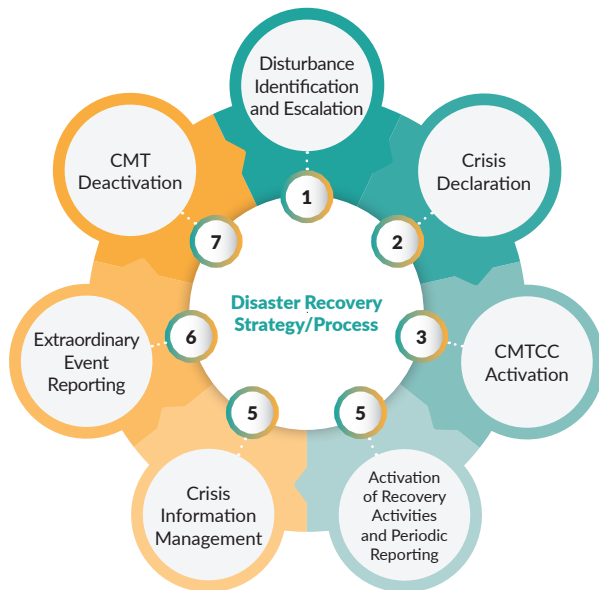 Disturbance
Identification
and Escalation
1
Crisis
Declaration
2
CMTCC
Activation
3
Activation
of Recovery
Activities
and Periodic
Reporting
5
Crisis
Information
Management
5
Extraordinary
Event
Reporting
6
CMT
Deactivation
7
Disaster Recovery
Strategy/Process